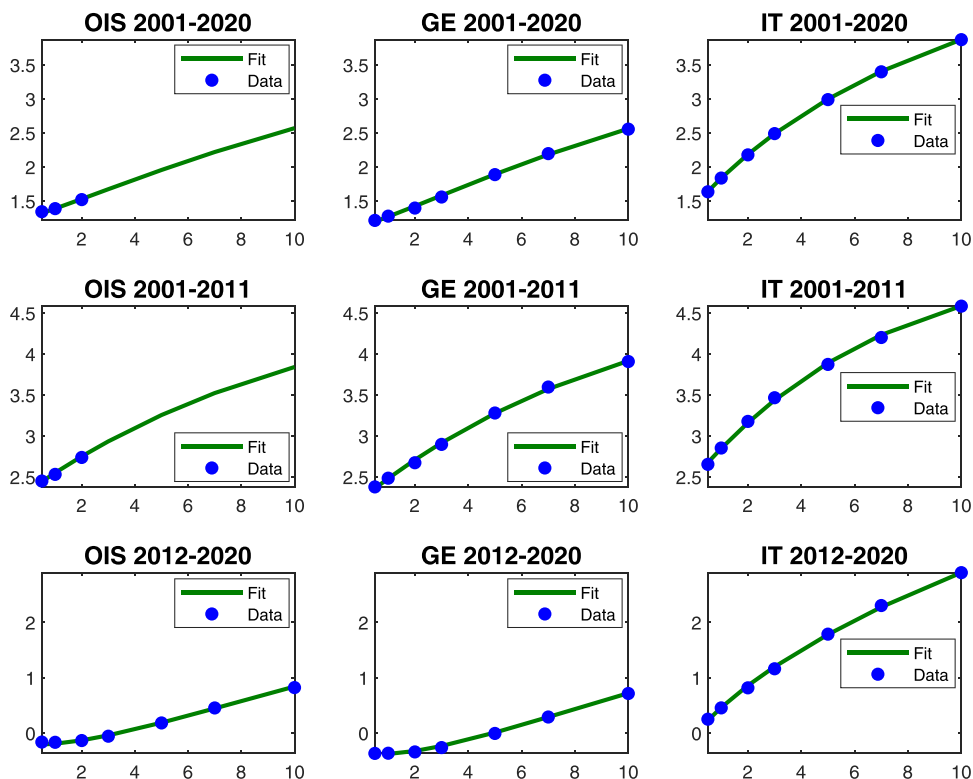 OIS 2001-2020
3.5
3
2.5
2
1.5
2 4 6 8 10
Fit
Data
GE 2001-2020
3.5
3
2.5
2
1.5
2 4 6 8 10
Fit
Data
IT 2001-2020
3.5
3
2.5
2
1.5
2 4 6 8 10
Fit
Data
OIS 2001-2011
4.5
4
3.5
3
2.5
2 4 6 8 10
Fit
Data
GE 2001-2011
4.5
4
3.5
3
2.5
2 4 6 8 10
Fit
Data
IT 2001-2011
4.5
4
3.5
3
2.5
2 4 6 8 10
Fit
Data
OIS 2012-2020
2
1
0
2 4 6 8 10
Fit
Data
GE 2012-2020
2
1
0
2 4 6 8 10
Fit
Data
IT 2012-2020
2
1
0
2 4 6 8 10
Fit
Data